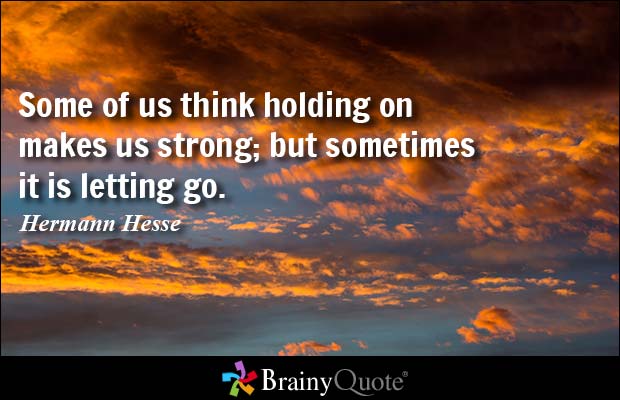 Some of us think holding on
makes us strong; but sometimes
it is letting go.
Hermann Hesse
BrainyQuote®